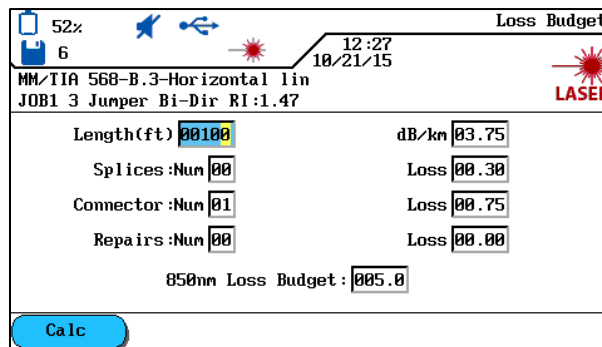 52% Loss Budget
6 12:27
10/21/15
MM/TIA 568-B.3-Horizontal lin
JOB1 3 Jumper Bi-Dir RI:1.47
LASER
Length(ft) 00100 dB/km 03.75
Splices:Num 00 Loss 00.30
Connector:Num 01 Loss 00.75
Repairs:Num 00 Loss 00.00
850nm Loss Budget: 005.0
Calc